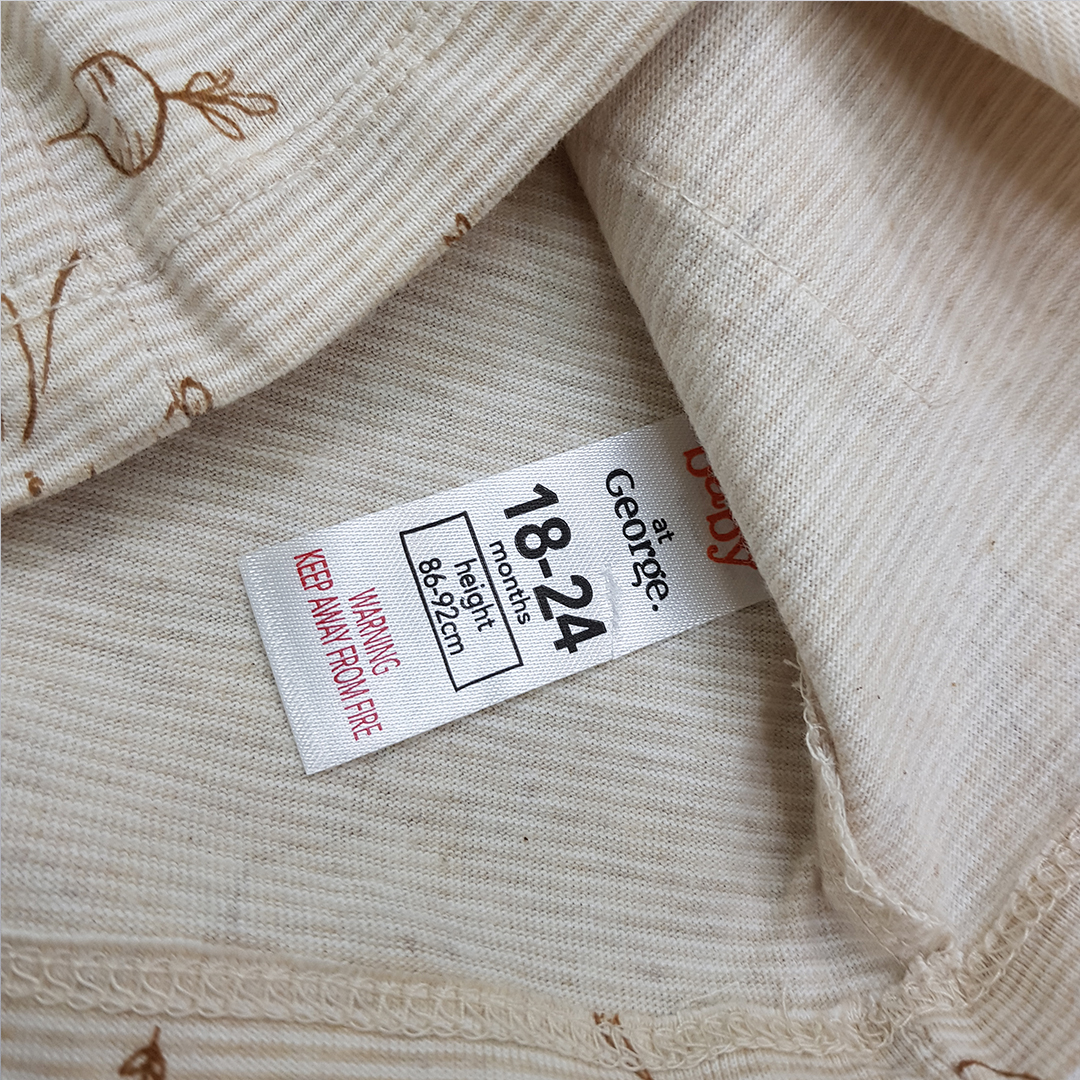 baby
at
George.
18-24
months
height
86-92cm
WARNING
KEEP AWAY FROM FIRE